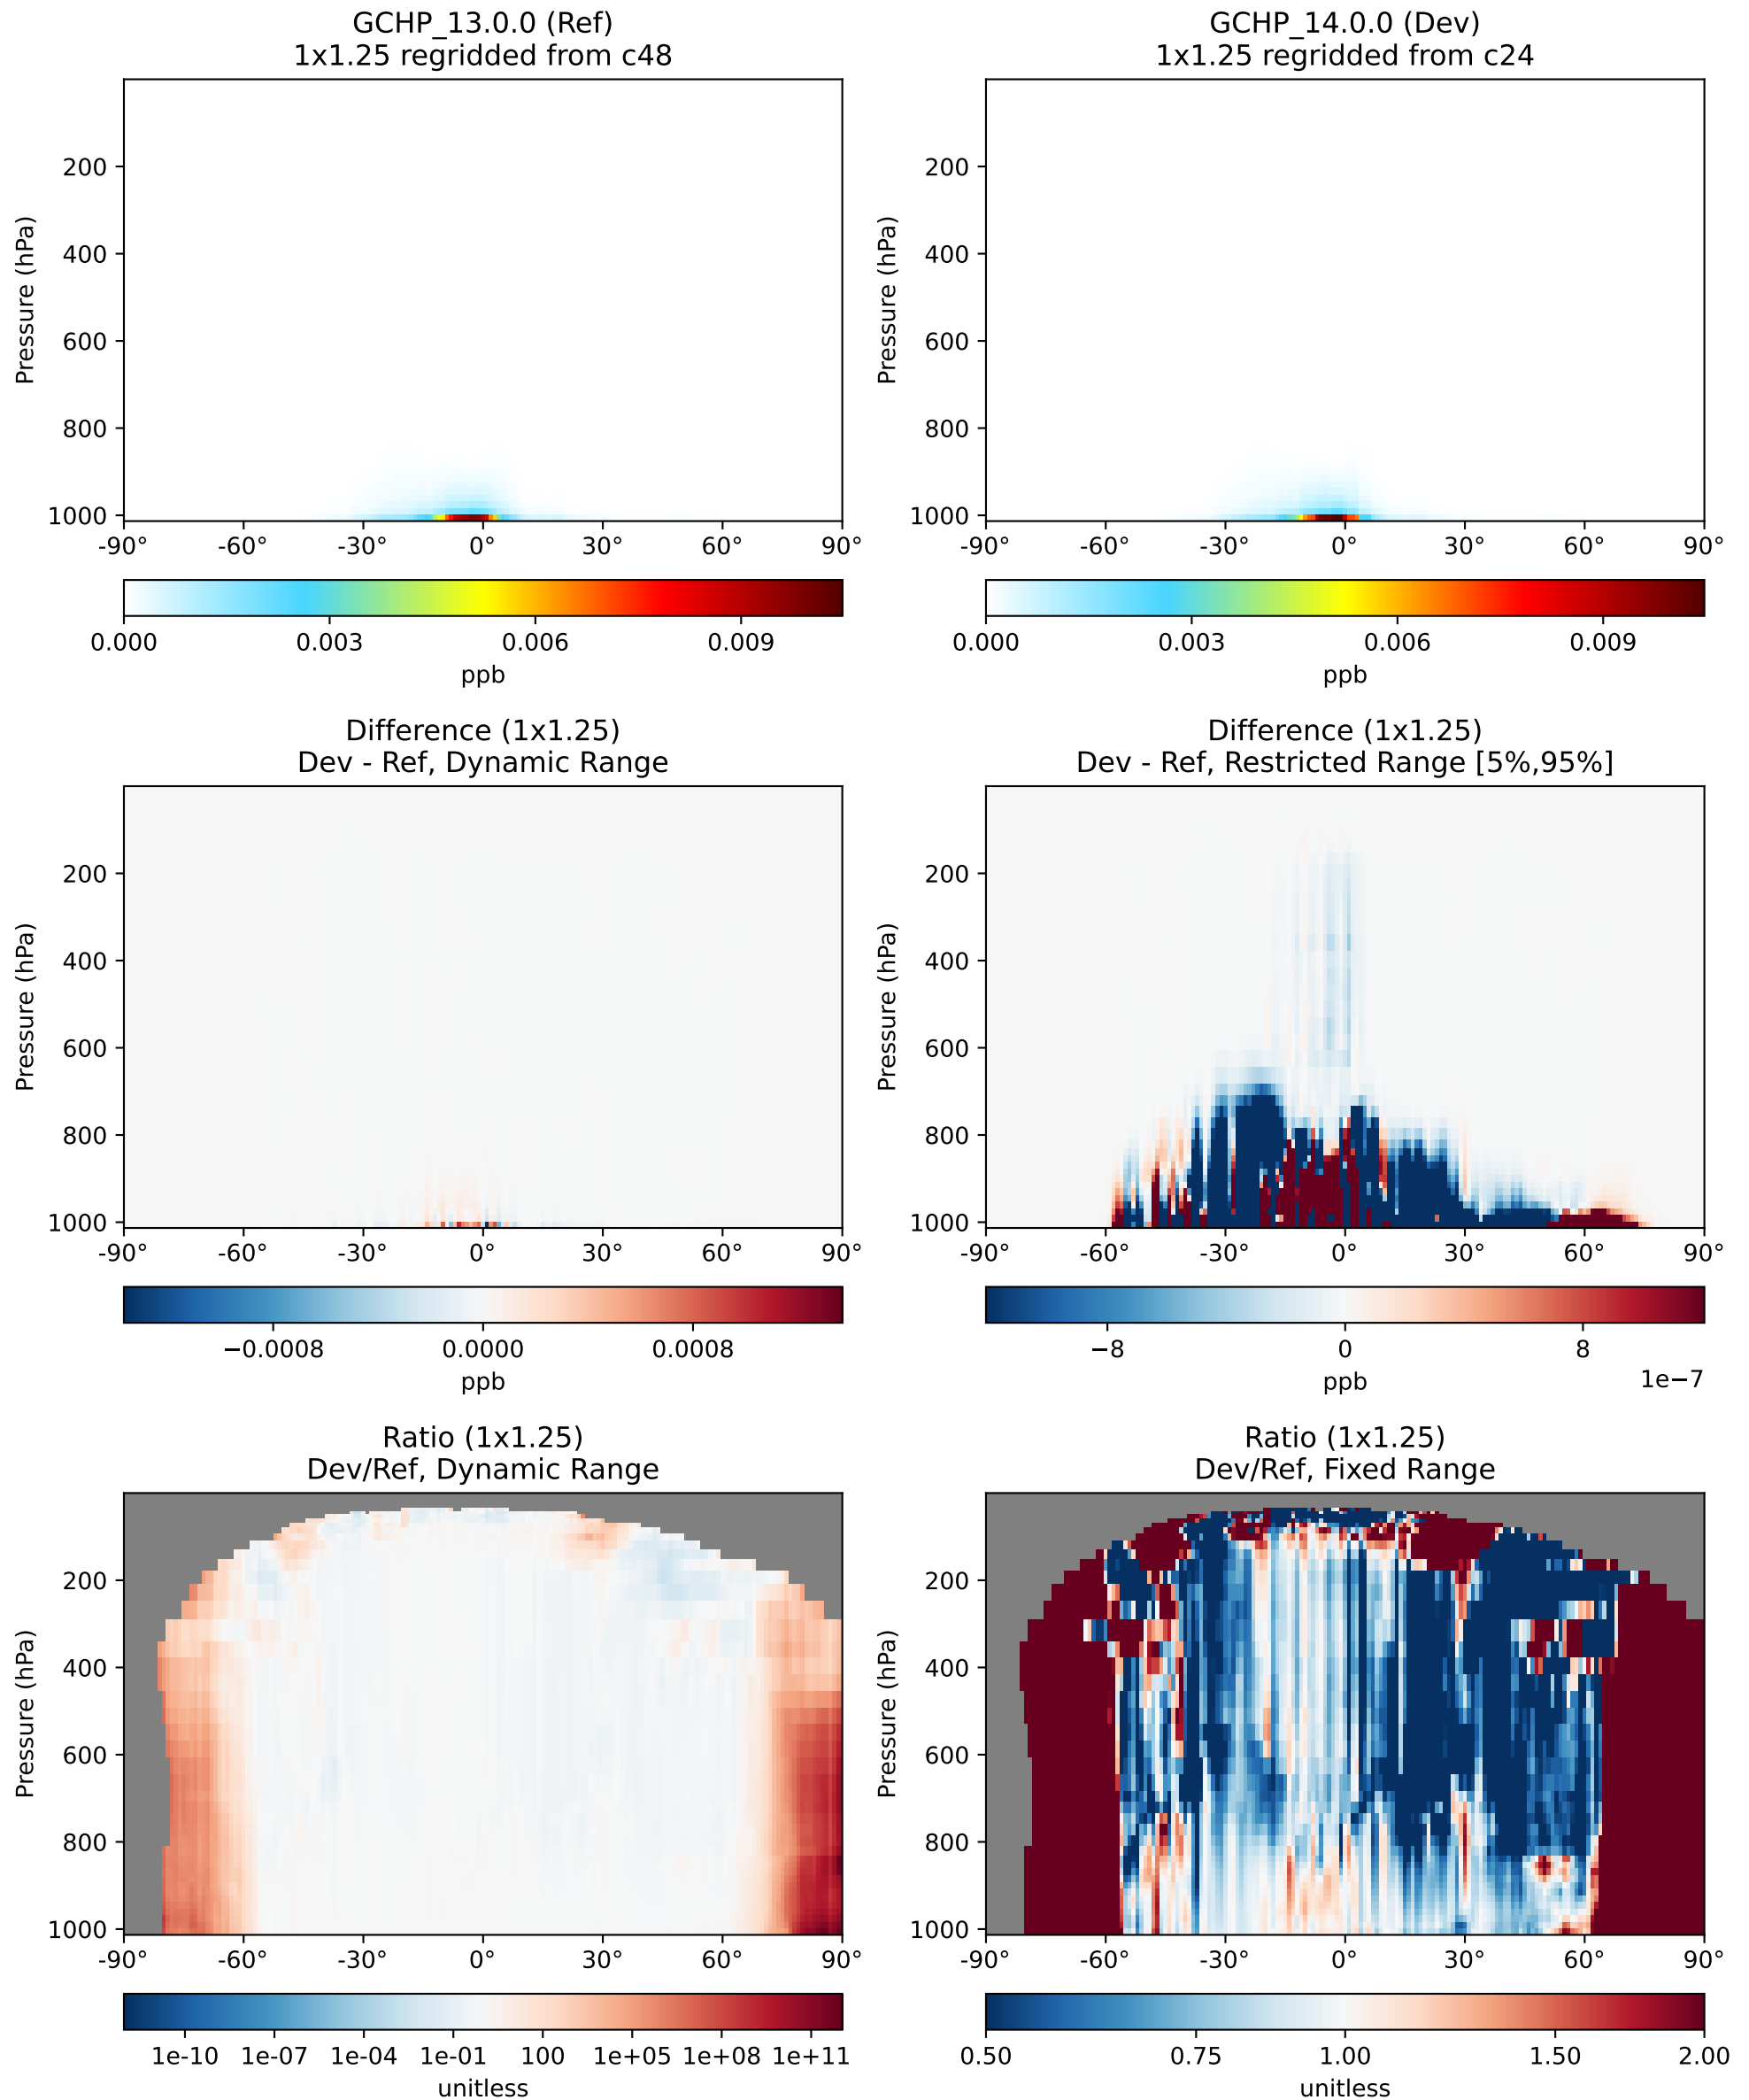 GCHP_13.0.0 (Ref)
1x1.25 regridded from c48
Pressure (hPa)
200
400
600
800
1000
-90° -60° -30° 0° 30° 60° 90°
0.000 0.003 0.006 0.009
ppb
GCHP_14.0.0 (Dev)
1x1.25 regridded from c24
Pressure (hPa)
200
400
600
800
1000
-90° -60° -30° 0° 30° 60° 90°
0.000 0.003 0.006 0.009
ppb
Difference (1x1.25)
Dev - Ref, Dynamic Range
Pressure (hPa)
200
400
600
800
1000
-90° -60° -30° 0° 30° 60° 90°
−0.0008 0.0000 0.0008
ppb
Difference (1x1.25)
Dev - Ref, Restricted Range [5%,95%]
Pressure (hPa)
200
400
600
800
1000
-90° -60° -30° 0° 30° 60° 90°
−8 0 8
1e−7
ppb
Ratio (1x1.25)
Dev/Ref, Dynamic Range
Pressure (hPa)
200
400
600
800
1000
-90° -60° -30° 0° 30° 60° 90°
1e-10 1e-07 1e-04 1e-01 100 1e+05 1e+08 1e+11
unitless
Ratio (1x1.25)
Dev/Ref, Fixed Range
Pressure (hPa)
200
400
600
800
1000
-90° -60° -30° 0° 30° 60° 90°
0.50 0.75 1.00 1.50 2.00
unitless